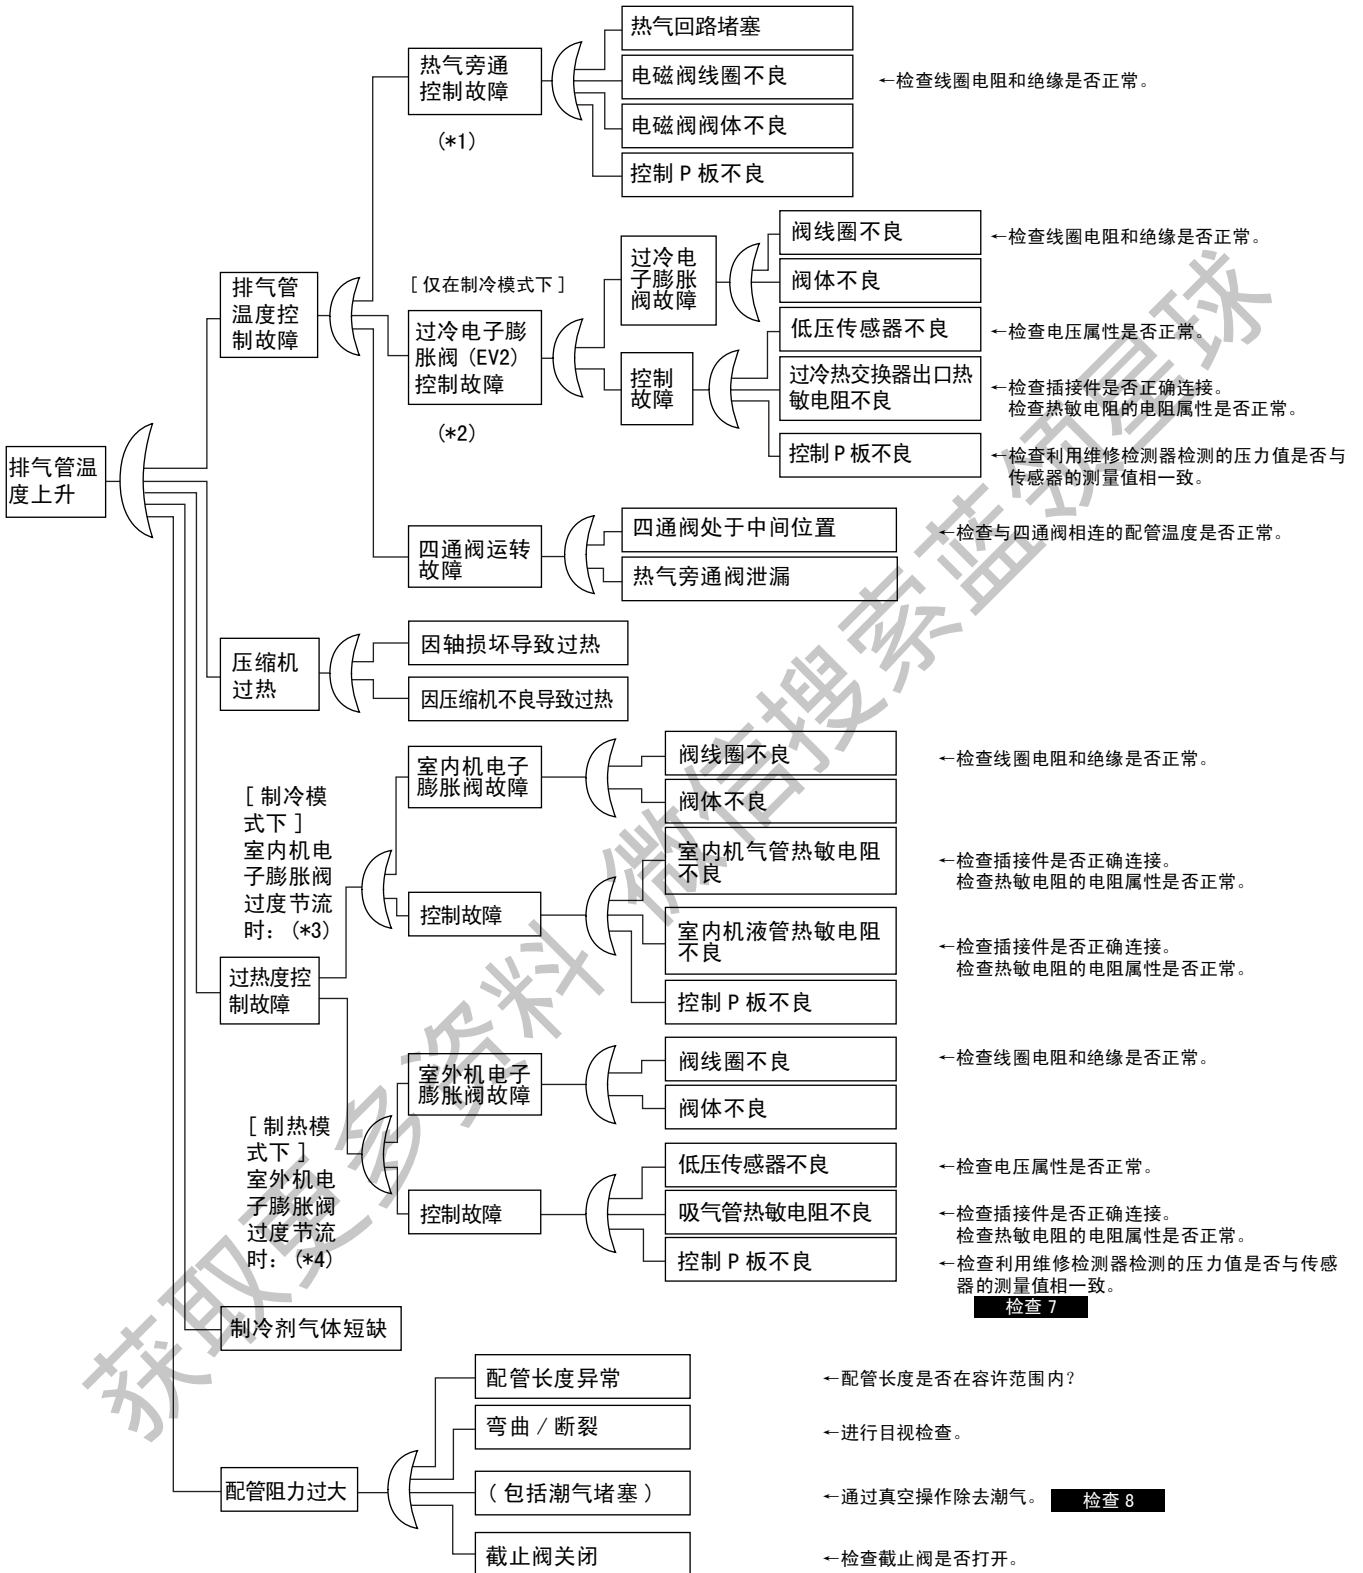 热气回路堵塞
热气旁通
控制故障
(*1)
电磁阀线圈不良
←检查线圈电阻和绝缘是否正常。
电磁阀阀体不良
控制 P 板不良
排气管
温度控
制故障
[ 仅在制冷模式下 ]
过冷电子膨
胀阀 (EV2)
控制故障
(*2)
过冷电
子膨胀
阀故障
阀线圈不良
←检查线圈电阻和绝缘是否正常。
阀体不良
控制
故障
低压传感器不良
←检查电压属性是否正常。
过冷热交换器出口热
敏电阻不良
←检查插接件是否正确连接。
检查热敏电阻的电阻属性是否正常。
控制 P 板不良
←检查利用维修检测器检测的压力值是否与
传感器的测量值相一致。
排气管温
度上升
四通阀运转
故障
四通阀处于中间位置
←检查与四通阀相连的配管温度是否正常。
热气旁通阀泄漏
压缩机
过热
因轴损坏导致过热
因压缩机不良导致过热
[ 制冷模
式下 ]
室内机电
子膨胀阀
过度节流
时: (*3)
室内机电子
膨胀阀故障
阀线圈不良
←检查线圈电阻和绝缘是否正常。
阀体不良
控制故障
室内机气管热敏电阻
不良
←检查插接件是否正确连接。
检查热敏电阻的电阻属性是否正常。
室内机液管热敏电阻
不良
←检查插接件是否正确连接。
检查热敏电阻的电阻属性是否正常。
控制 P 板不良
过热度控
制故障
[ 制热模
式下 ]
室外机电
子膨胀阀
过度节流
时: (*4)
室外机电子
膨胀阀故障
阀线圈不良
←检查线圈电阻和绝缘是否正常。
阀体不良
控制故障
低压传感器不良
←检查电压属性是否正常。
吸气管热敏电阻不良
←检查插接件是否正确连接。
检查热敏电阻的电阻属性是否正常。
控制 P 板不良
←检查利用维修检测器检测的压力值是否与传感
器的测量值相一致。
检查 7
制冷剂气体短缺
配管阻力过大
配管长度异常
←配管长度是否在容许范围内?
弯曲 / 断裂
←进行目视检查。
( 包括潮气堵塞 )
←通过真空操作除去潮气。 检查 8
截止阀关闭
←检查截止阀是否打开。
获取更多资料 微信搜索蓝领星球